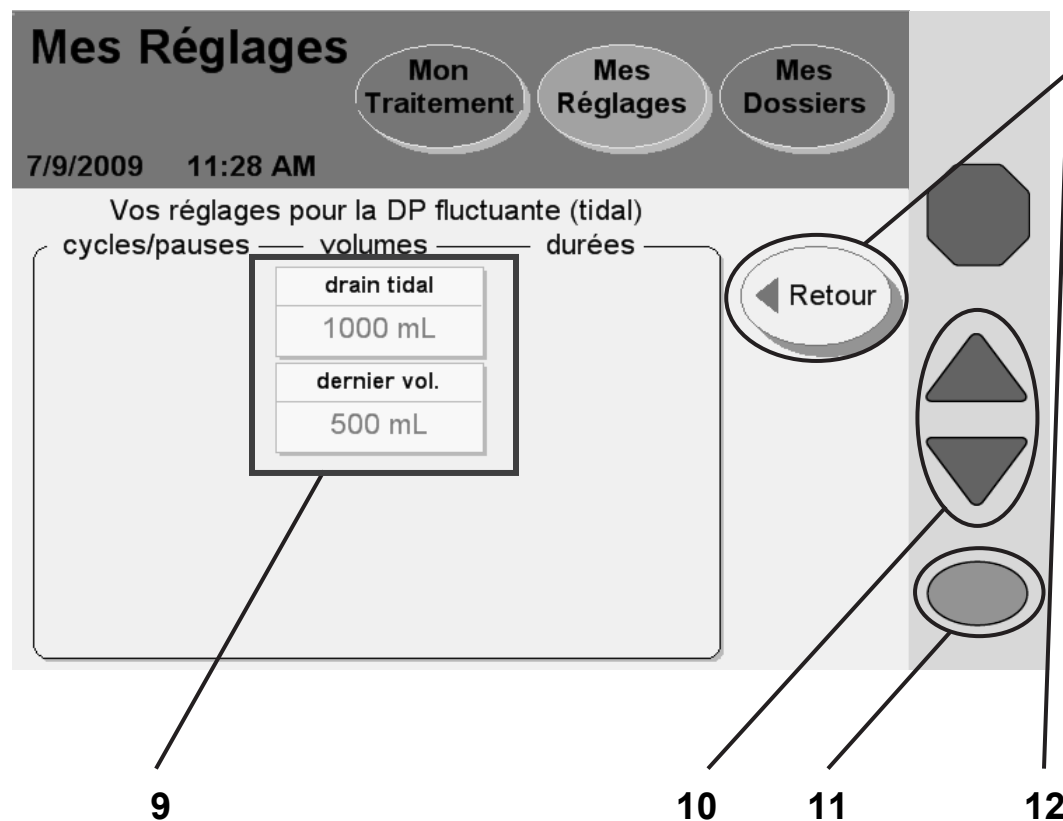 Mes Réglages
Mon
Traitement
Mes
Réglages
Mes
Dossiers
7/9/2009 11:28 AM
Vos réglages pour la DP fluctuante (tidal)
cycles/pauses volumes durées
drain tidal
1000 mL
dernier vol.
500 mL
Retour
9 10 11 12